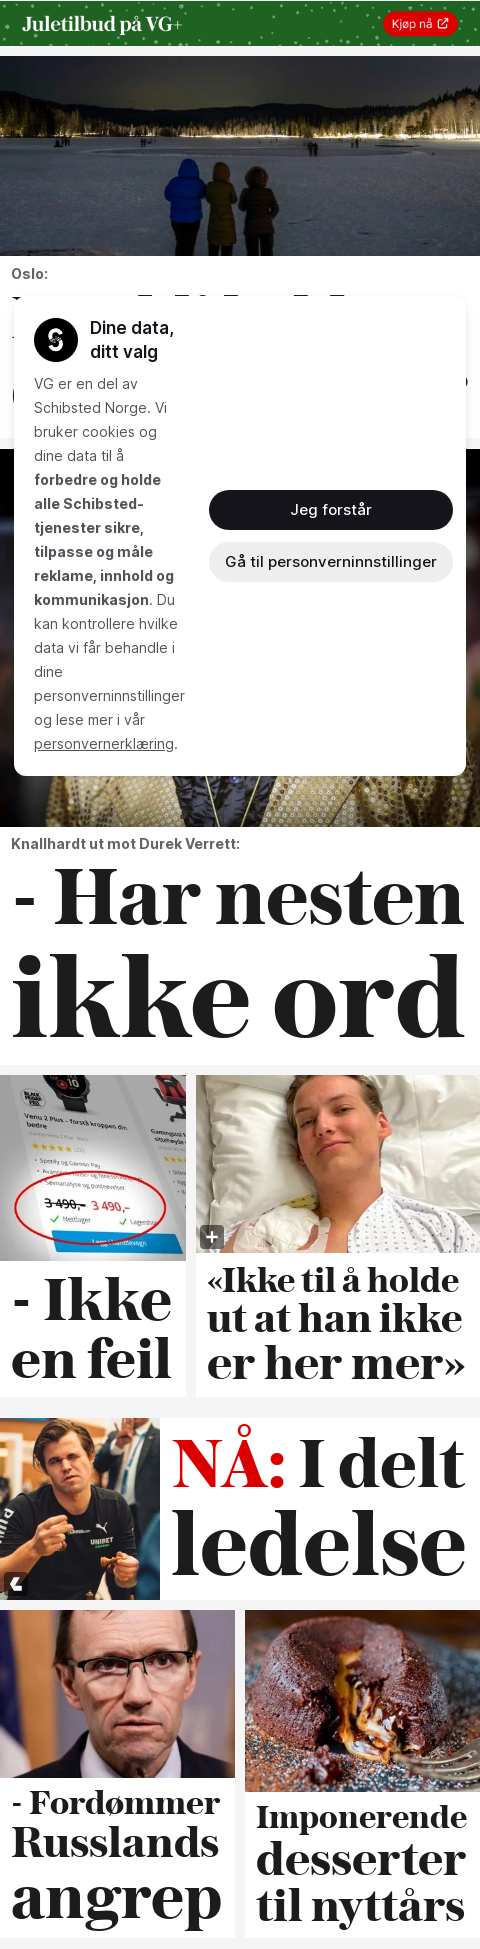 Juletilbud på VG+
Kjøp nå
Oslo:
Dine data,
ditt valg
VG er en del av
Schibsted Norge. Vi
bruker cookies og
dine data til å
forbedre og holde
alle Schibsted-
tjenester sikre,
tilpasse og måle
reklame, innhold og
kommunikasjon. Du
kan kontrollere hvilke
data vi får behandle i
dine
personverninnstillinger
og lese mer i vår
personvernerklæring.
Jeg forstår
Gå til personverninnstillinger
Knallhardt ut mot Durek Verrett:
- Har nesten
ikke ord
Venu 2 Plus – forstå kroppen din
bedre
3 490,- 3 490,-
Nettlager
- Ikke
en feil
«Ikke til å holde
ut at han ikke
er her mer»
UNIBET
NÅ: I delt
ledelse
- Fordømmer
Russlands
angrep
Imponerende
desserter
til nyttårs